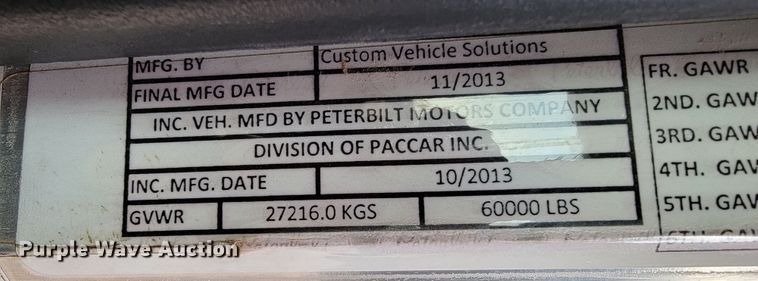 MFG. BY Custom Vehicle Solutions
FINAL MFG DATE 11/2013
INC. VEH. MFD BY PETERBILT MOTORS COMPANY
DIVISION OF PACCAR INC.
INC. MFG. DATE 10/2013
GVWR 27216.0 KGS 60000 LBS
FR. GAWR
2ND. GAW
3RD. GAW
4TH. GAW
5TH. GAW
6TH. GAW
Purple Wave Auction